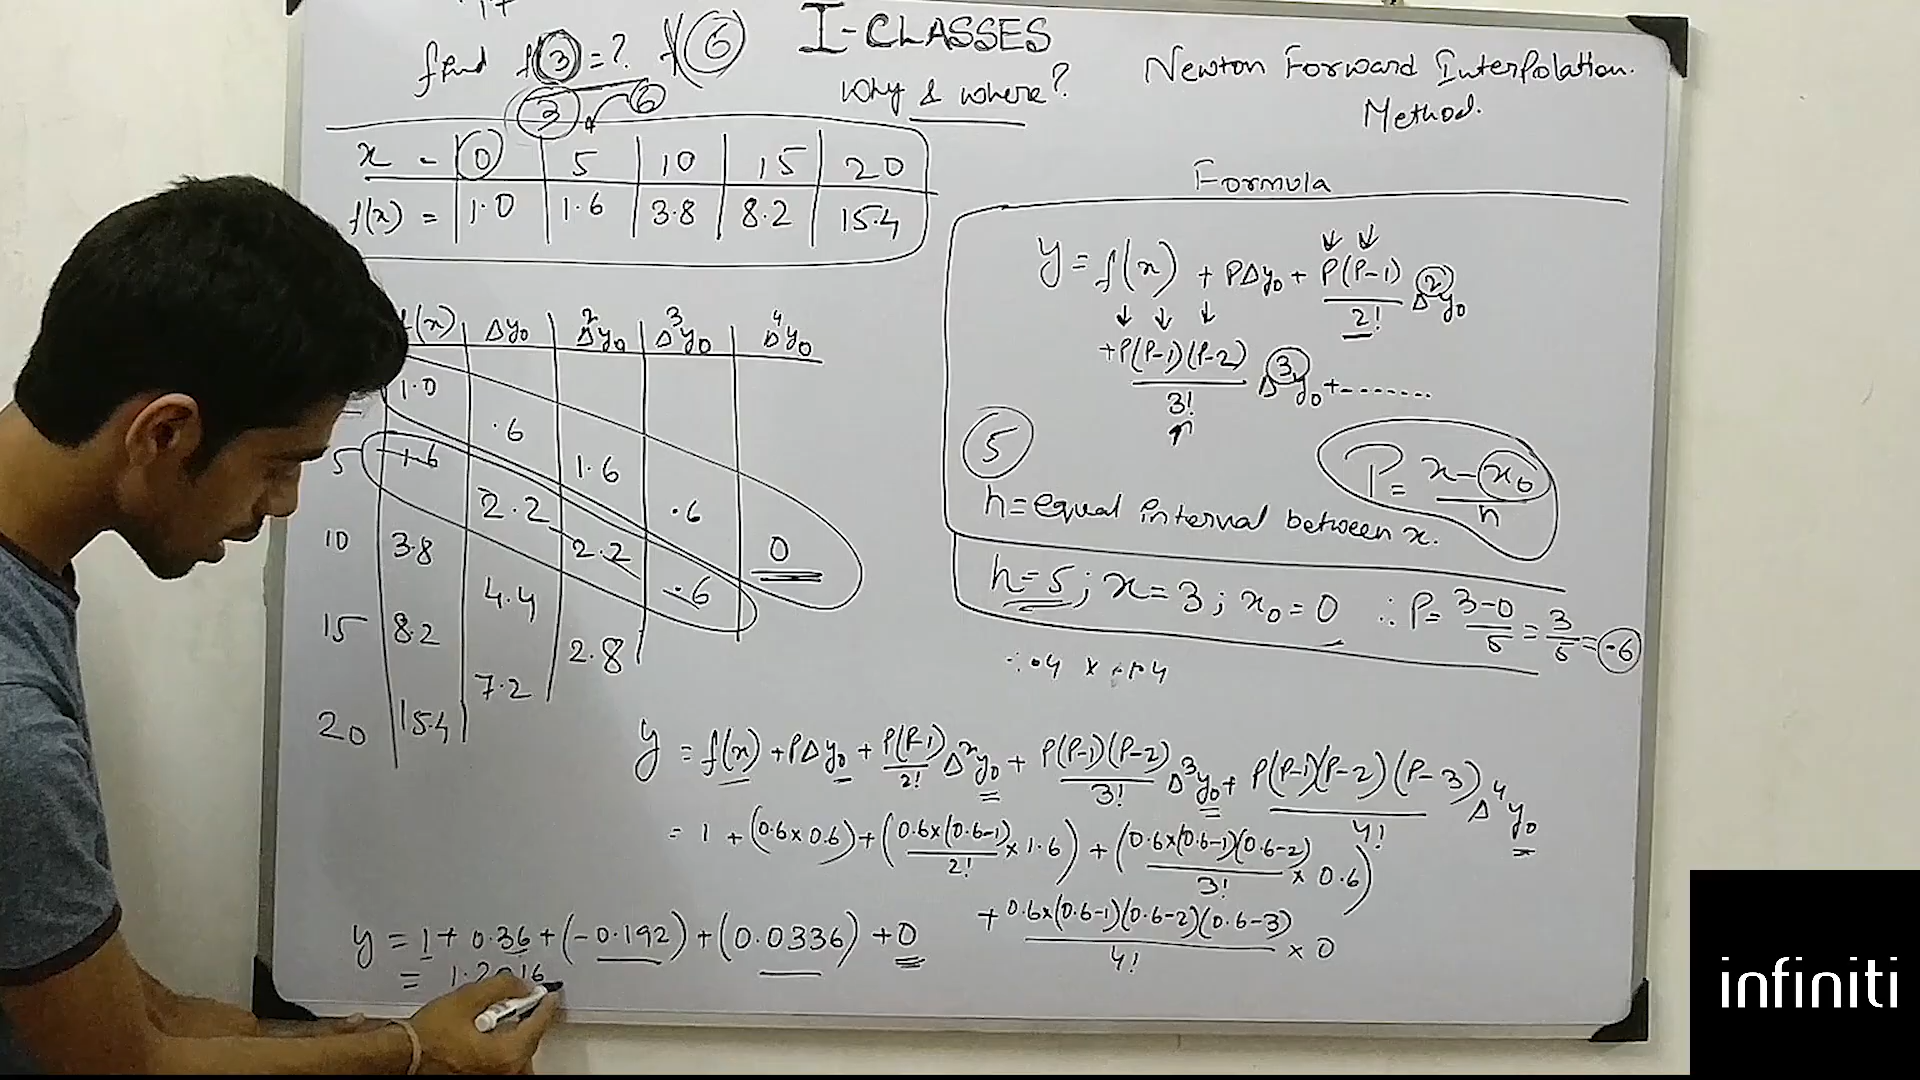 I-CLASSES
find f(3)=? f(6)
why & where?
Newton Forward Interpolation.
Method.
3 6
x - 0 5 10 15 20
f(x) = 1.0 1.6 3.8 8.2 15.4
Formula
y = f(x) + PΔy₀ + P(P-1)/2! Δ²y₀
+P(P-1)(P-2)/3! Δ³y₀ +-------
5
P = x-x₀/h
h = equal interval between x.
h=5; x=3; x₀=0 ∴ P= 3-0/5 = 3/5 = .6
f(x) Δy₀ Δ²y₀ Δ³y₀ Δ⁴y₀
1.0
.6
5 1.6 1.6
2.2 .6
10 3.8 2.2 0
4.4 .6
15 8.2 2.8
7.2
20 15.4
y = f(x) + PΔy₀ + P(P-1)/2! Δ²y₀ + P(P-1)(P-2)/3! Δ³y₀ + P(P-1)(P-2)(P-3)/4! Δ⁴y₀
= 1 + (0.6x0.6) + (0.6x(0.6-1)/2! x 1.6) + (0.6x(0.6-1)(0.6-2)/3! x 0.6)
+ 0.6x(0.6-1)(0.6-2)(0.6-3)/4! x 0
y = 1 + 0.36 + (-0.192) + (0.0336) + 0
=
infiniti